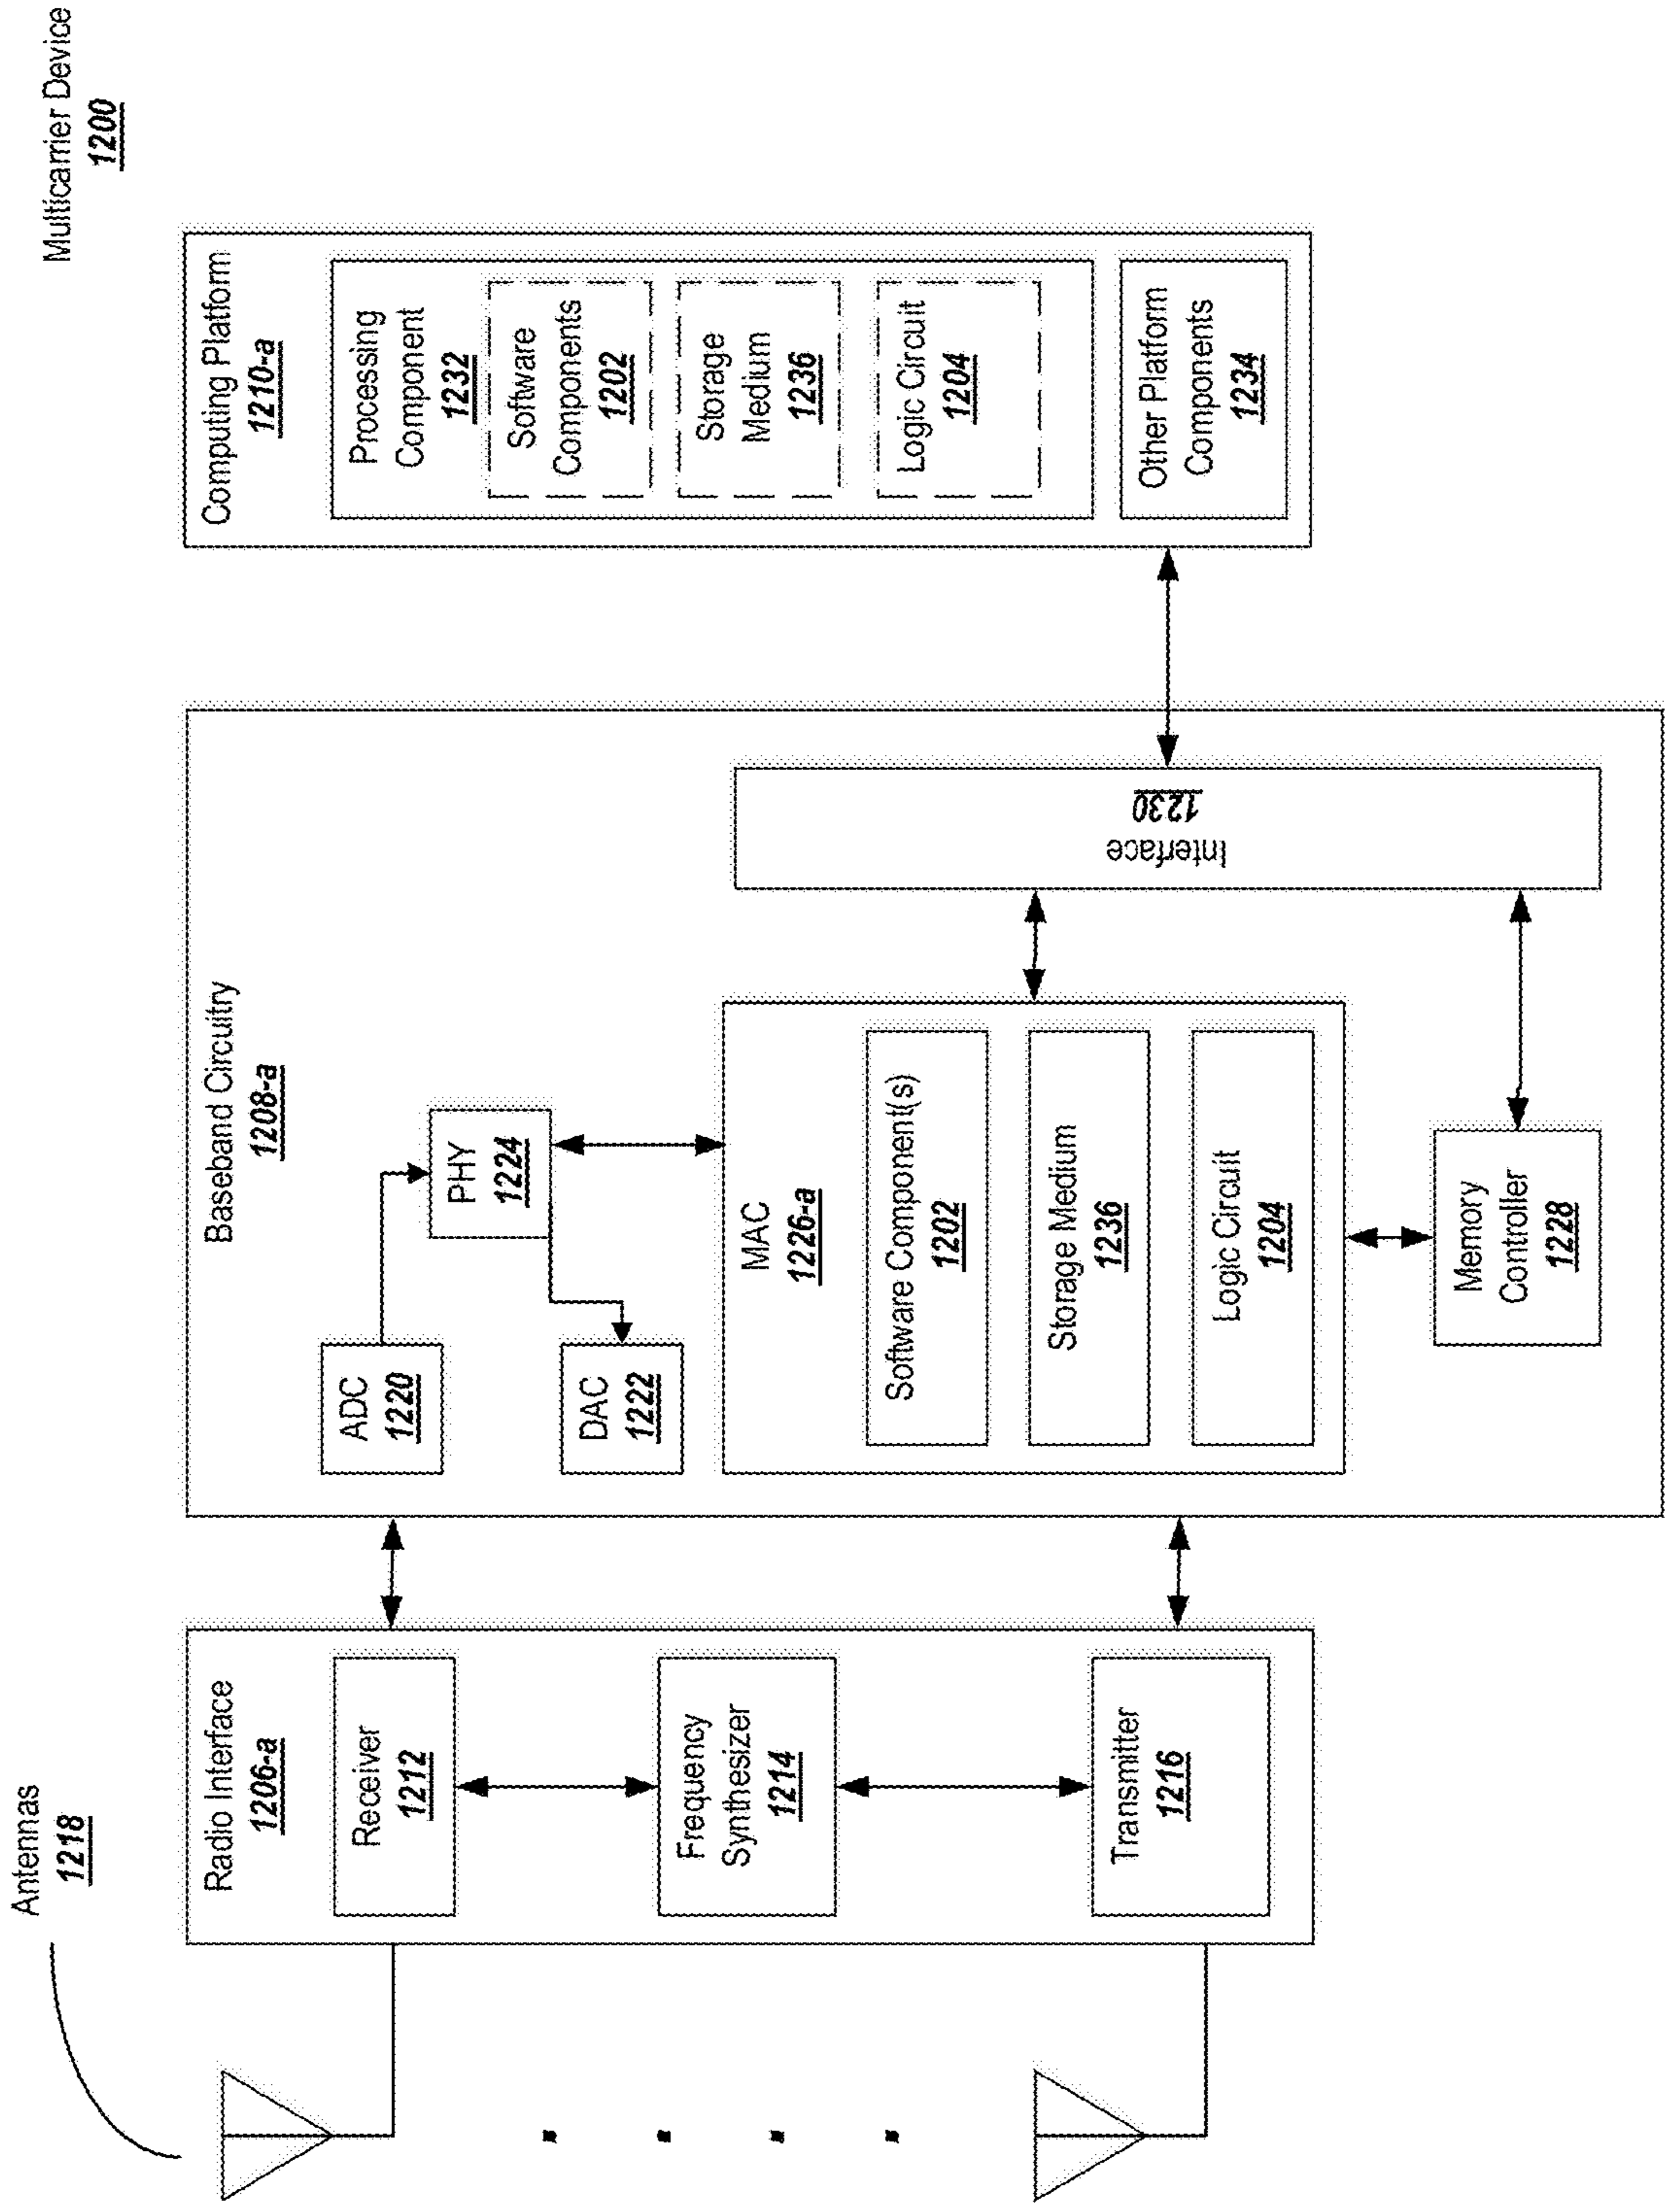 Multicarrier Device
1200
Antennas
1218
Radio Interface
1206-a
Receiver
1212
Frequency
Synthesizer
1214
Transmitter
1216
Baseband Circuitry
1208-a
ADC
1220
PHY
1224
DAC
1222
MAC
1226-a
Software Component(s)
1202
Storage Medium
1236
Logic Circuit
1204
Memory
Controller
1228
Interface
1230
Computing Platform
1210-a
Processing
Component
1232
Software
Components
1202
Storage
Medium
1236
Logic Circuit
1204
Other Platform
Components
1234